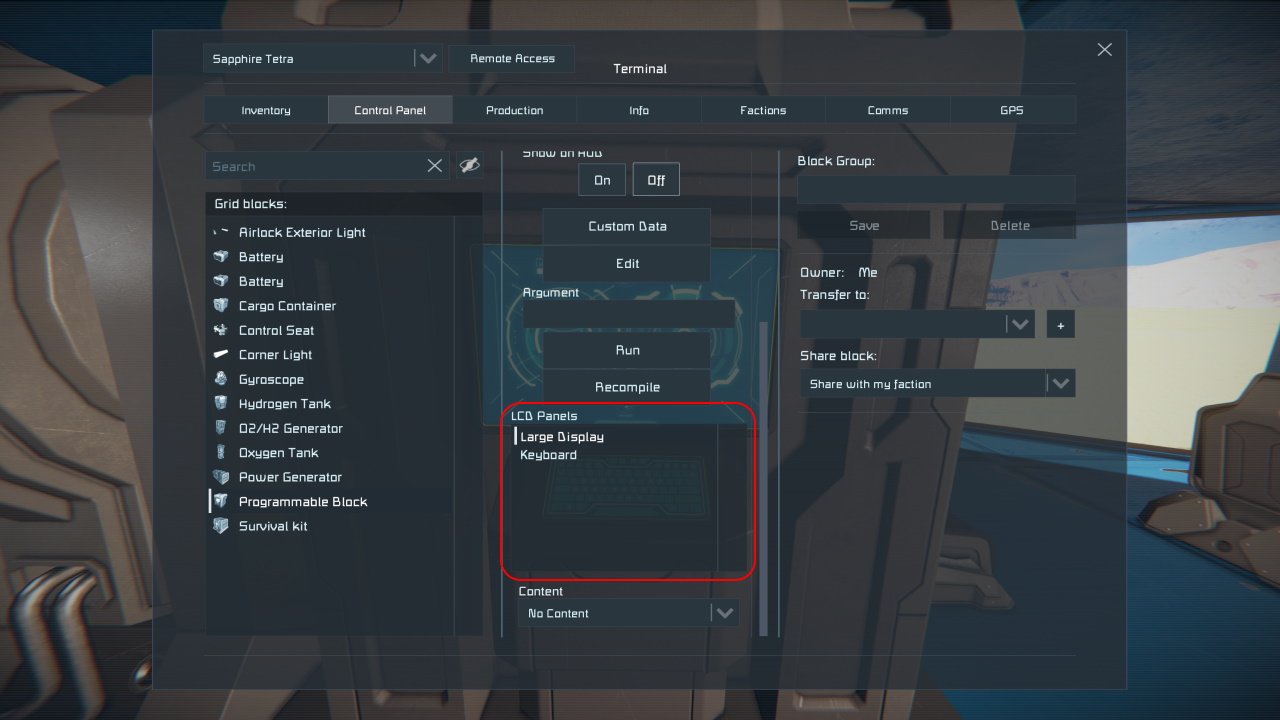 Sapphire Tetra
Remote Access
Terminal
Inventory
Control Panel
Production
Info
Factions
Comms
GPS
Search
Grid blocks:
Airlock Exterior Light
Battery
Battery
Cargo Container
Control Seat
Corner Light
Gyroscope
Hydrogen Tank
O2/H2 Generator
Oxygen Tank
Power Generator
Programmable Block
Survival kit
Show on HUD
On
Off
Custom Data
Edit
Argument
Run
Recompile
LCD Panels
Large Display
Keyboard
Content
No Content
Block Group:
Save
Delete
Owner: Me
Transfer to:
+
Share block:
Share with my faction